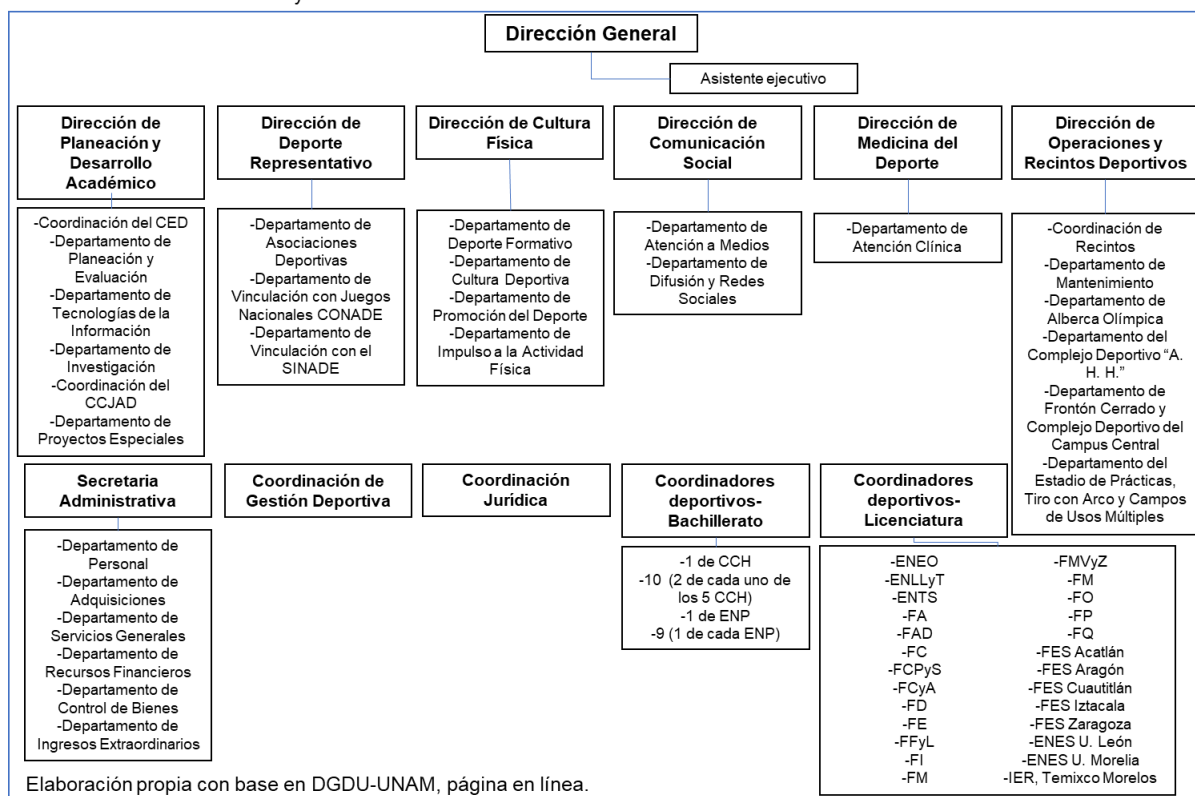 Dirección General
Asistente ejecutivo
Dirección de
Planeación y
Desarrollo
Académico
-Coordinación del CED
-Departamento de
Planeación y
Evaluación
-Departamento de
Tecnologías de la
Información
-Departamento de
Investigación
-Coordinación del
CCJAD
-Departamento de
Proyectos Especiales
Dirección de
Deporte
Representativo
-Departamento de
Asociaciones
Deportivas
-Departamento de
Vinculación con Juegos
Nacionales CONADE
-Departamento de
Vinculación con el
SINADE
Dirección de Cultura
Física
-Departamento de
Deporte Formativo
-Departamento de
Cultura Deportiva
-Departamento de
Promoción del Deporte
-Departamento de
Impulso a la Actividad
Física
Dirección de
Comunicación
Social
-Departamento de
Atención a Medios
-Departamento de
Difusión y Redes
Sociales
Dirección de
Medicina del
Deporte
-Departamento de
Atención Clínica
Dirección de
Operaciones y
Recintos Deportivos
-Coordinación de
Recintos
-Departamento de
Mantenimiento
-Departamento de
Alberca Olímpica
-Departamento del
Complejo Deportivo “A.
H. H.”
-Departamento de
Frontón Cerrado y
Complejo Deportivo del
Campus Central
-Departamento del
Estadio de Prácticas,
Tiro con Arco y Campos
de Usos Múltiples
Secretaria
Administrativa
-Departamento de
Personal
-Departamento de
Adquisiciones
-Departamento de
Servicios Generales
-Departamento de
Recursos Financieros
-Departamento de
Control de Bienes
-Departamento de
Ingresos Extraordinarios
Coordinación de
Gestión Deportiva
Coordinación
Jurídica
Coordinadores
deportivos-
Bachillerato
-1 de CCH
-10 (2 de cada uno de
los 5 CCH)
-1 de ENP
-9 (1 de cada ENP)
Coordinadores
deportivos-
Licenciatura
-ENEO
-ENLLyT
-ENTS
-FA
-FAD
-FC
-FCPyS
-FCyA
-FD
-FE
-FFyL
-FI
-FM
-FMVyZ
-FM
-FO
-FP
-FQ
-FES Acatlán
-FES Aragón
-FES Cuautitlán
-FES Iztacala
-FES Zaragoza
-ENES U. León
-ENES U. Morelia
-IER, Temixco Morelos
Elaboración propia con base en DGDU-UNAM, página en línea.